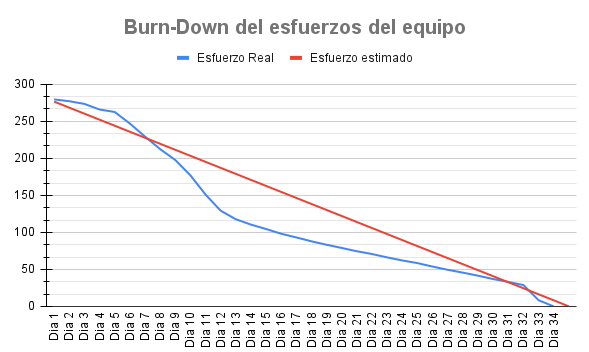 Burn-Down del esfuerzos del equipo
Esfuerzo Real
Esfuerzo estimado
300
250
200
150
100
50
0
Dia 1
Dia 2
Dia 3
Dia 4
Dia 5
Dia 6
Dia 7
Dia 8
Dia 9
Dia 10
Dia 11
Dia 12
Dia 13
Dia 14
Dia 15
Dia 16
Dia 17
Dia 18
Dia 19
Dia 20
Dia 21
Dia 22
Dia 23
Dia 24
Dia 25
Dia 26
Dia 27
Dia 28
Dia 29
Dia 30
Dia 31
Dia 32
Dia 33
Dia 34